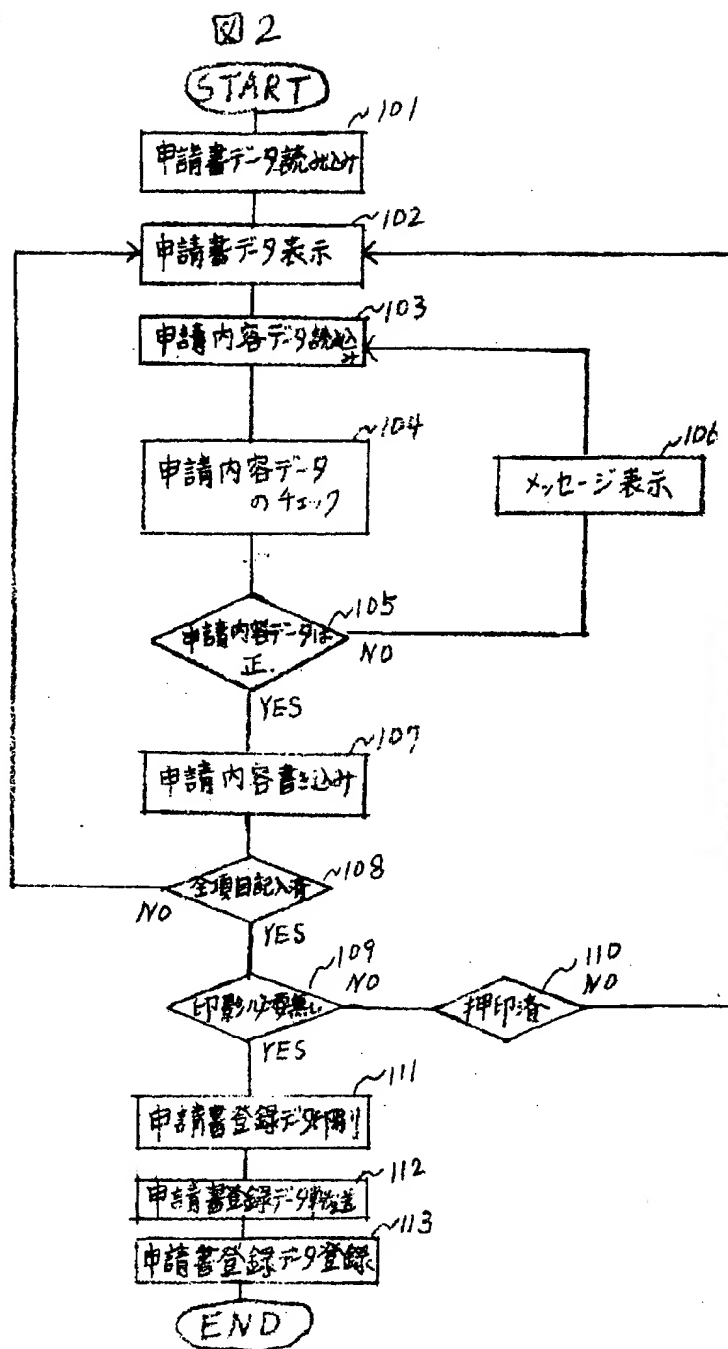 図2
START
~101
申請書データ読み込み
~102
申請書データ表示
~103
申請内容データ読み込み
~104
申請内容データ
のチェック
~106
メッセージ表示
~105
申請内容データは
正.
NO
YES
~107
申請内容書き込み
~108
全項目記入済
NO
YES
~109
印影必要無し
NO
~110
押印済
NO
YES
~111
申請書登録データ印刷
~112
申請書登録データ転送
~113
申請書登録データ登録
END